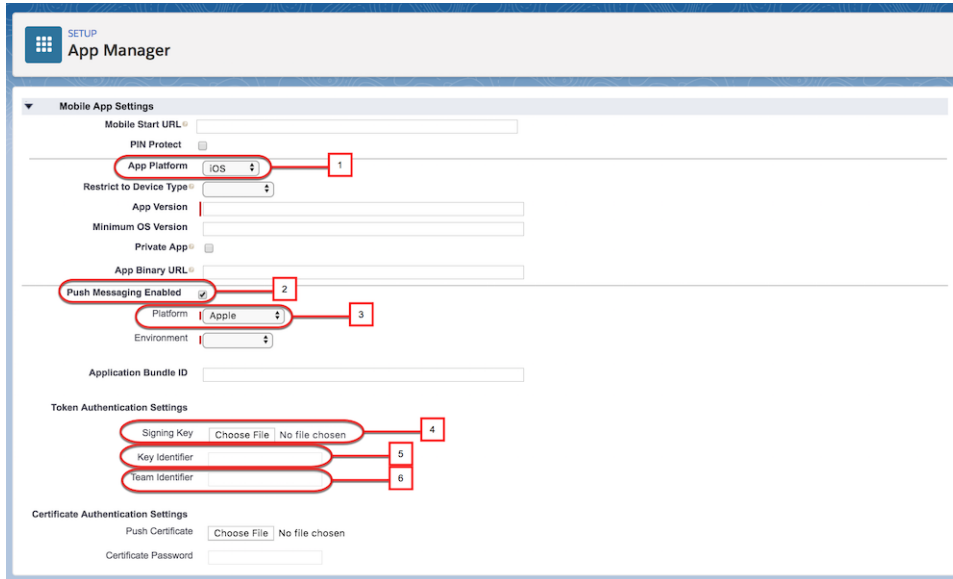 SETUP
App Manager
Mobile App Settings
Mobile Start URL
PIN Protect
App Platform iOS 1
Restrict to Device Type
App Version
Minimum OS Version
Private App
App Binary URL
Push Messaging Enabled 2
Platform Apple 3
Environment
Application Bundle ID
Token Authentication Settings
Signing Key Choose File No file chosen 4
Key Identifier 5
Team Identifier 6
Certificate Authentication Settings
Push Certificate Choose File No file chosen
Certificate Password